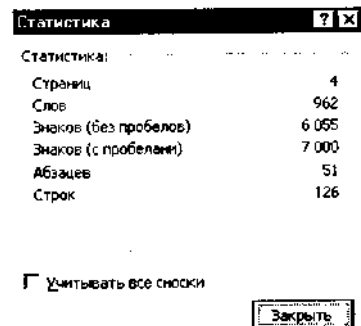 Статистика
Статистика:
Страниц 4
Слов 962
Знаков (без пробелов) 6 055
Знаков (с пробелами) 7 000
Абзацев 51
Строк 126
Учитывать все сноски
Закрыть